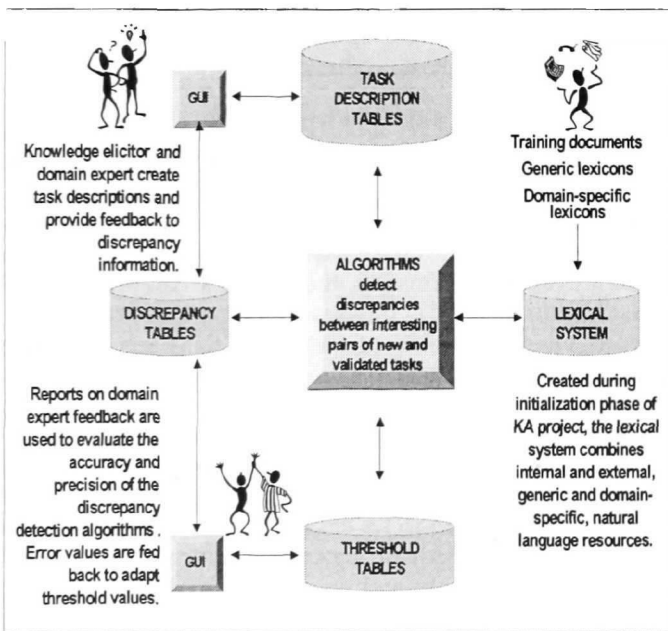 GUI
TASK
DESCRIPTION
TABLES
Knowledge elicitor and
domain expert create
task descriptions and
provide feedback to
discrepancy
information.
Training documents
Generic lexicons
Domain-specific
lexicons
DISCREPANCY
TABLES
ALGORITHMS
detect
discrepancies
between interesting
pairs of new and
validated tasks
LEXICAL
SYSTEM
Reports on domain
expert feedback are
used to evaluate the
accuracy and
precision of the
discrepancy
detection algorithms .
Error values are fed
back to adapt
threshold values.
Created during
initialization phase of
KA project, the lexical
system combines
internal and external,
generic and domain-
specific, natural
language resources.
GUI
THRESHOLD
TABLES